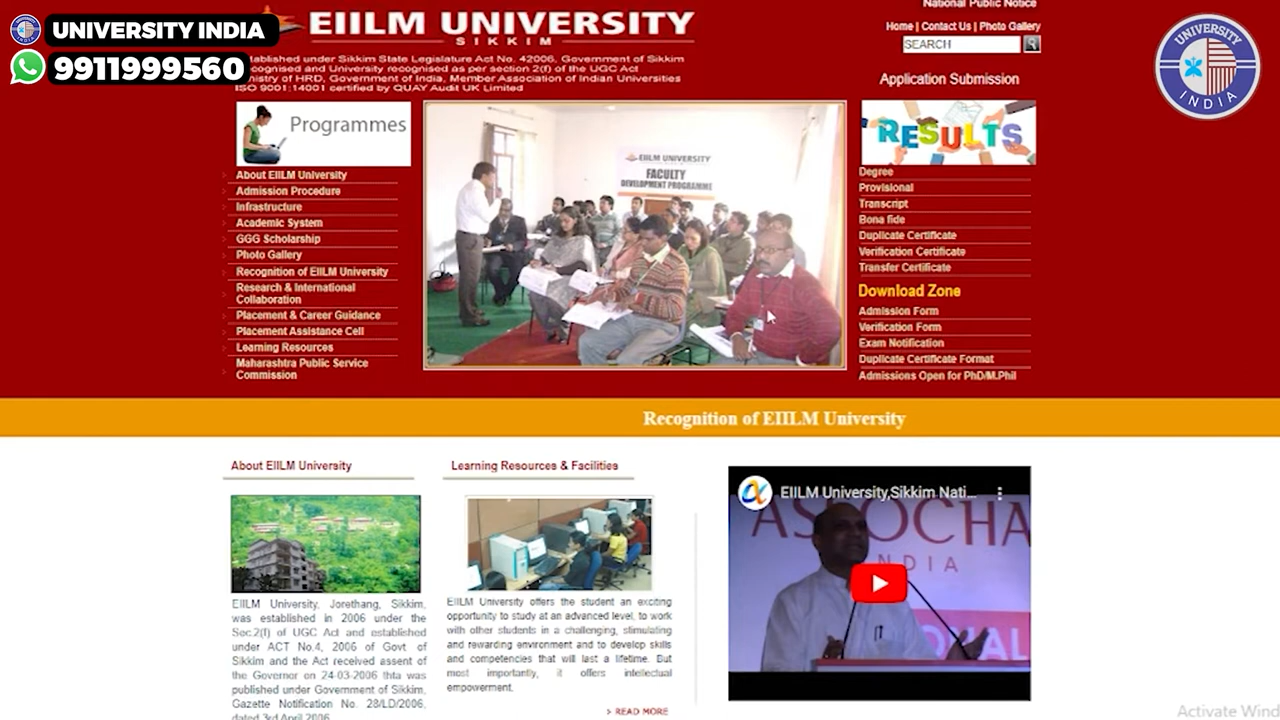 UNIVERSITY INDIA
9911999560
EIILM UNIVERSITY
SIKKIM
tablished under Sikkim State Legislature Act No. 42006, Government of Sikkim
cognised and University recognised as per section 2(f) of the UGC Act
nistry of HRD, Government of India, Member Association of Indian Universities
ISO 9001:14001 certified by QUAY Audit UK Limited
National Public Notice
Home | Contact Us | Photo Gallery
SEARCH
Application Submission
UNIVERSITY
INDIA
Programmes
About EIILM University
Admission Procedure
Infrastructure
Academic System
GGG Scholarship
Photo Gallery
Recognition of EIILM University
Research & International
Collaboration
Placement & Career Guidance
Placement Assistance Cell
Learning Resources
Maharashtra Public Service
Commission
EIILM UNIVERSITY
FACULTY
DEVELOPMENT PROGRAMME
RESULTS
Degree
Provisional
Transcript
Bona fide
Duplicate Certificate
Verification Certificate
Transfer Certificate
Download Zone
Admission Form
Verification Form
Exam Notification
Duplicate Certificate Format
Admissions Open for PhD/M.Phil
Recognition of EIILM University
About EIILM University
EIILM University, Jorethang, Sikkim,
was established in 2006 under the
Sec.2(f) of UGC Act and established
under ACT No.4, 2006 of Govt of
Sikkim and the Act received assent of
the Governor on 24-03-2006 thta was
published under Government of Sikkim,
Gazette Notification No. 28/LD/2006,
dated 3rd April 2006
Learning Resources & Facilities
EIILM University offers the student an exciting
opportunity to study at an advanced level, to work
with other students in a challenging, stimulating
and rewarding environment and to develop skills
and competencies that will last a lifetime. But
most importantly, it offers intellectual
empowerment.
> READ MORE
EIILM University,Sikkim Nati...
ASSOCHA
INDIA
ONAL
Activate Wind